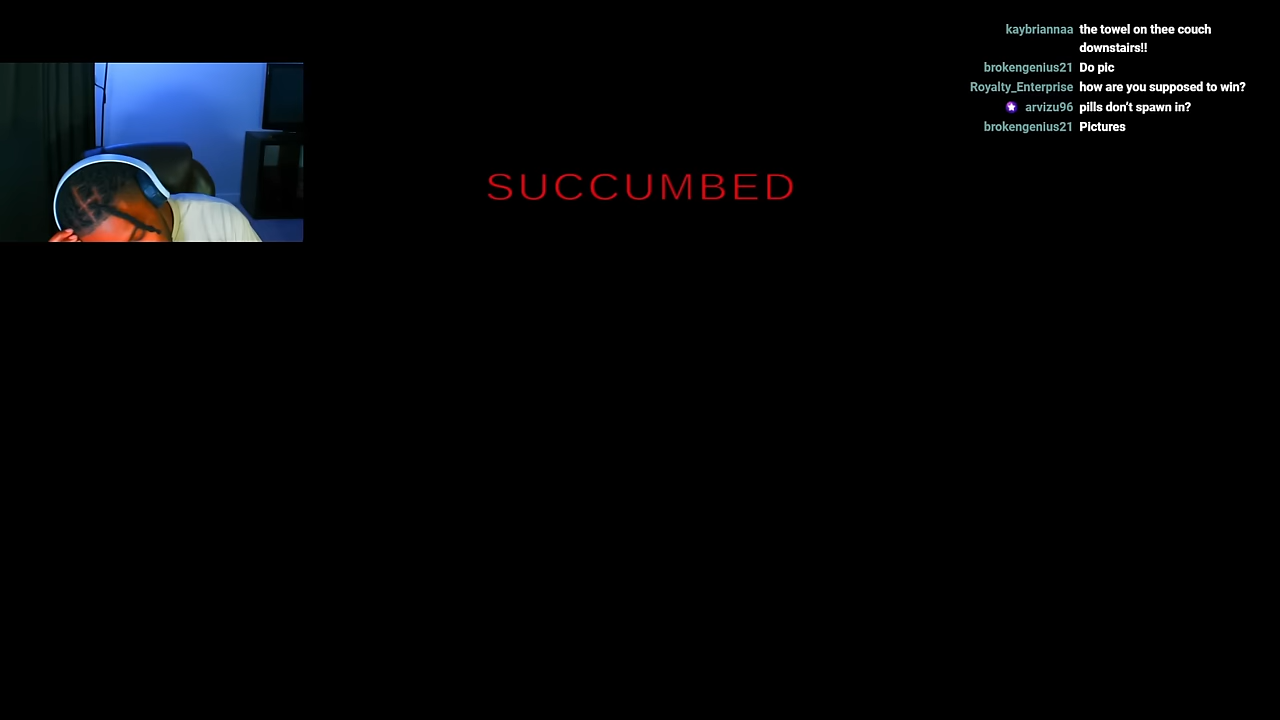 kaybriannaa the towel on thee couch
downstairs!!
brokengenius21 Do pic
Royalty_Enterprise how are you supposed to win?
arvizu96 pills don't spawn in?
brokengenius21 Pictures
SUCCUMBED